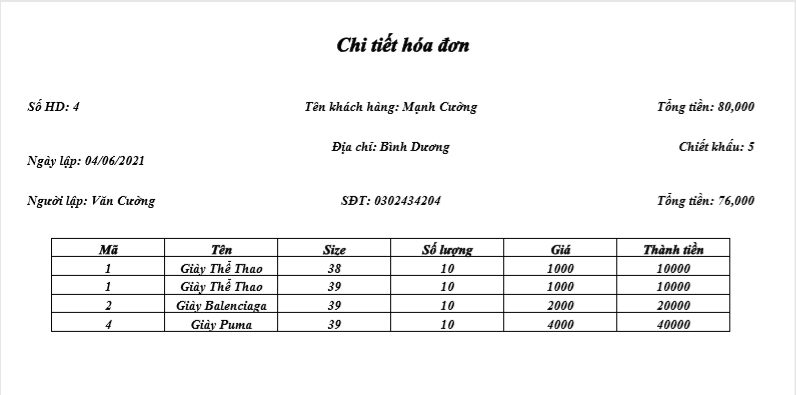 Chi tiết hóa đơn
Số HD: 4 Tên khách hàng: Mạnh Cường Tổng tiền: 80,000
Địa chỉ: Bình Dương Chiết khấu: 5
Ngày lập: 04/06/2021
Người lập: Văn Cường SĐT: 0302434204 Tổng tiền: 76,000
Mã Tên Size Số lượng Giá Thành tiền
1 Giày Thể Thao 38 10 1000 10000
1 Giày Thể Thao 39 10 1000 10000
2 Giày Balenciaga 39 10 2000 20000
4 Giày Puma 39 10 4000 40000